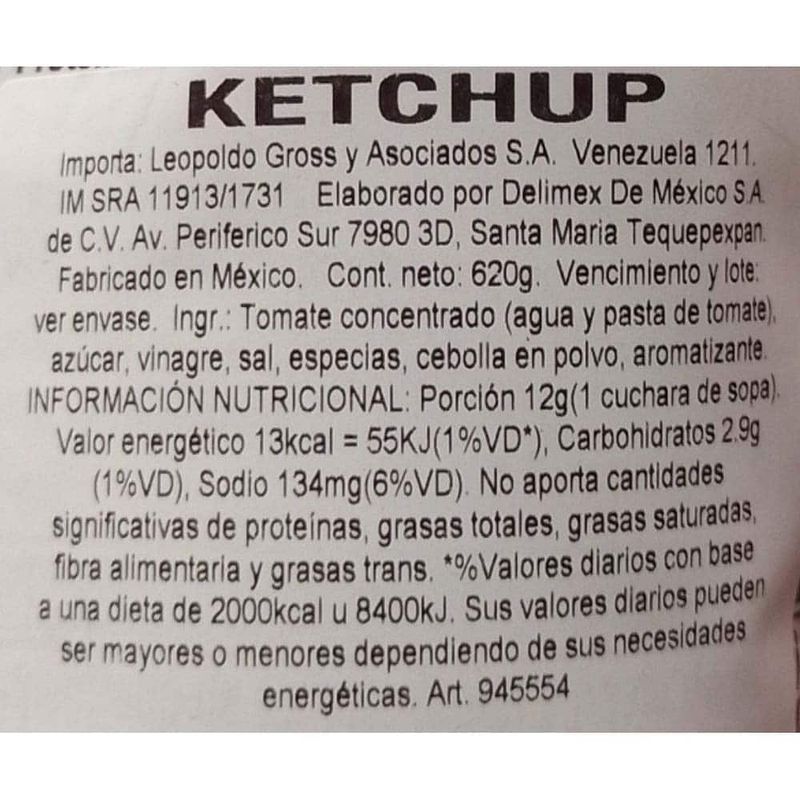 KETCHUP
Importa: Leopoldo Gross y Asociados S.A. Venezuela 1211.
IM SRA 11913/1731 Elaborado por Delimex De México S.A.
de C.V. Av. Periferico Sur 7980 3D, Santa Maria Tequepexpan.
Fabricado en México. Cont. neto: 620g. Vencimiento y lote:
ver envase. Ingr.: Tomate concentrado (agua y pasta de tomate),
azúcar, vinagre, sal, especias, cebolla en polvo, aromatizante.
INFORMACIÓN NUTRICIONAL: Porción 12g(1 cuchara de sopa).
Valor energético 13kcal = 55KJ(1%VD*), Carbohidratos 2.9g
(1%VD), Sodio 134mg(6%VD). No aporta cantidades
significativas de proteínas, grasas totales, grasas saturadas,
fibra alimentaria y grasas trans. *%Valores diarios con base
a una dieta de 2000kcal u 8400kJ. Sus valores diarios pueden
ser mayores o menores dependiendo de sus necesidades
energéticas. Art. 945554